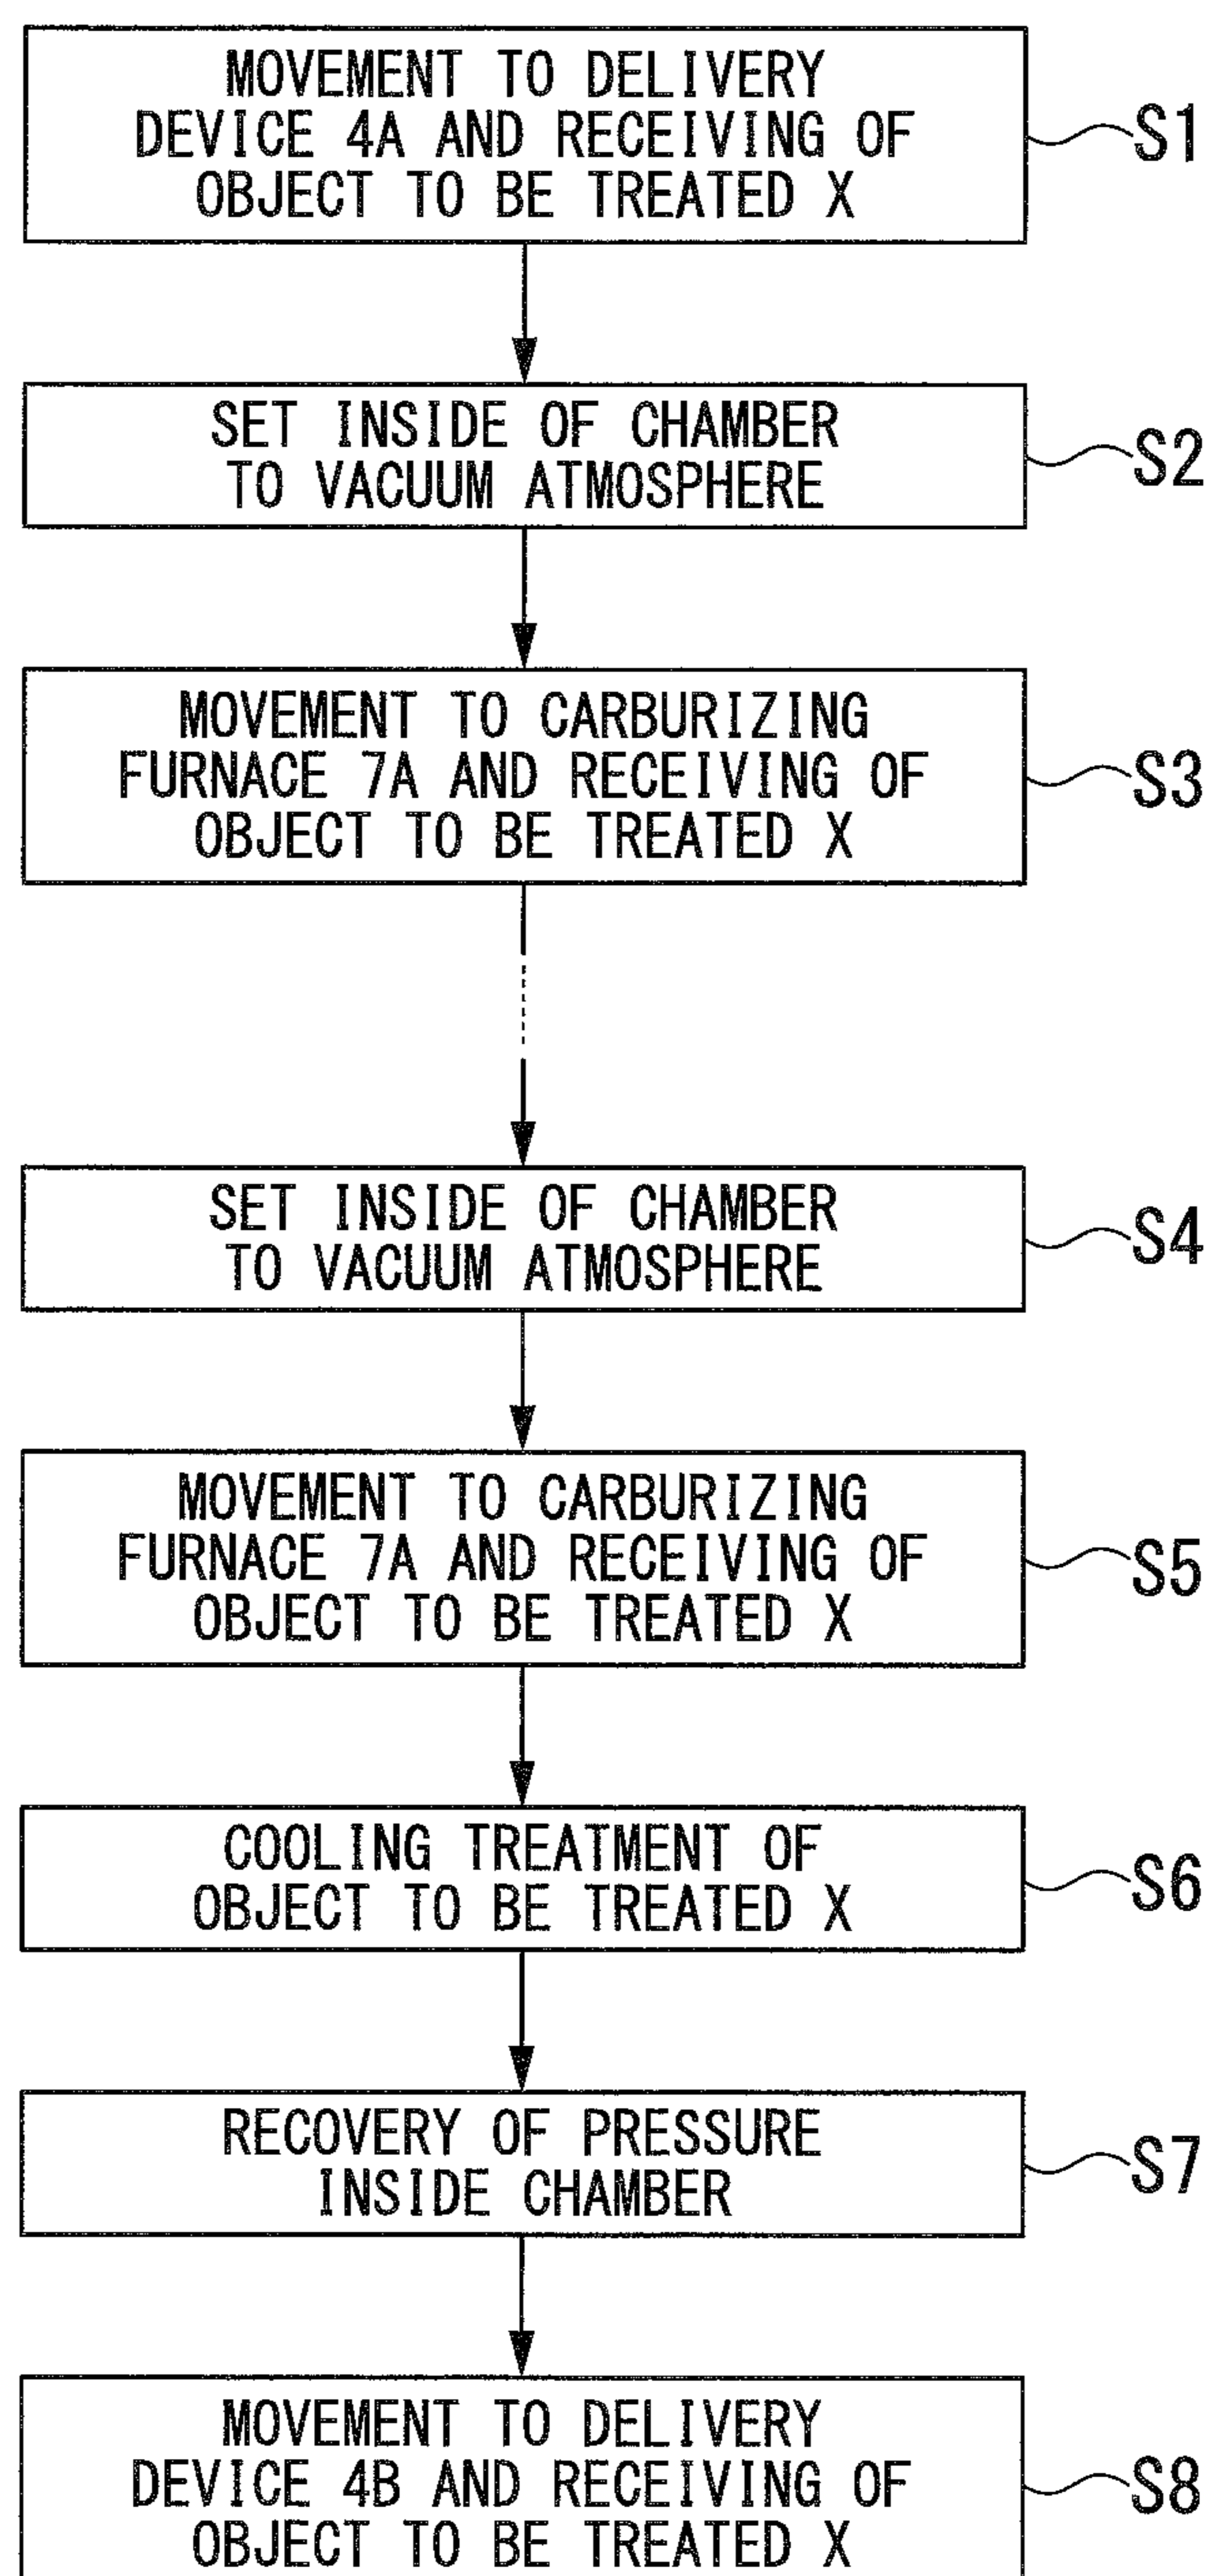 MOVEMENT TO DELIVERY
DEVICE 4A AND RECEIVING OF
OBJECT TO BE TREATED X
S1
SET INSIDE OF CHAMBER
TO VACUUM ATMOSPHERE
S2
MOVEMENT TO CARBURIZING
FURNACE 7A AND RECEIVING OF
OBJECT TO BE TREATED X
S3
SET INSIDE OF CHAMBER
TO VACUUM ATMOSPHERE
S4
MOVEMENT TO CARBURIZING
FURNACE 7A AND RECEIVING OF
OBJECT TO BE TREATED X
S5
COOLING TREATMENT OF
OBJECT TO BE TREATED X
S6
RECOVERY OF PRESSURE
INSIDE CHAMBER
S7
MOVEMENT TO DELIVERY
DEVICE 4B AND RECEIVING OF
OBJECT TO BE TREATED X
S8